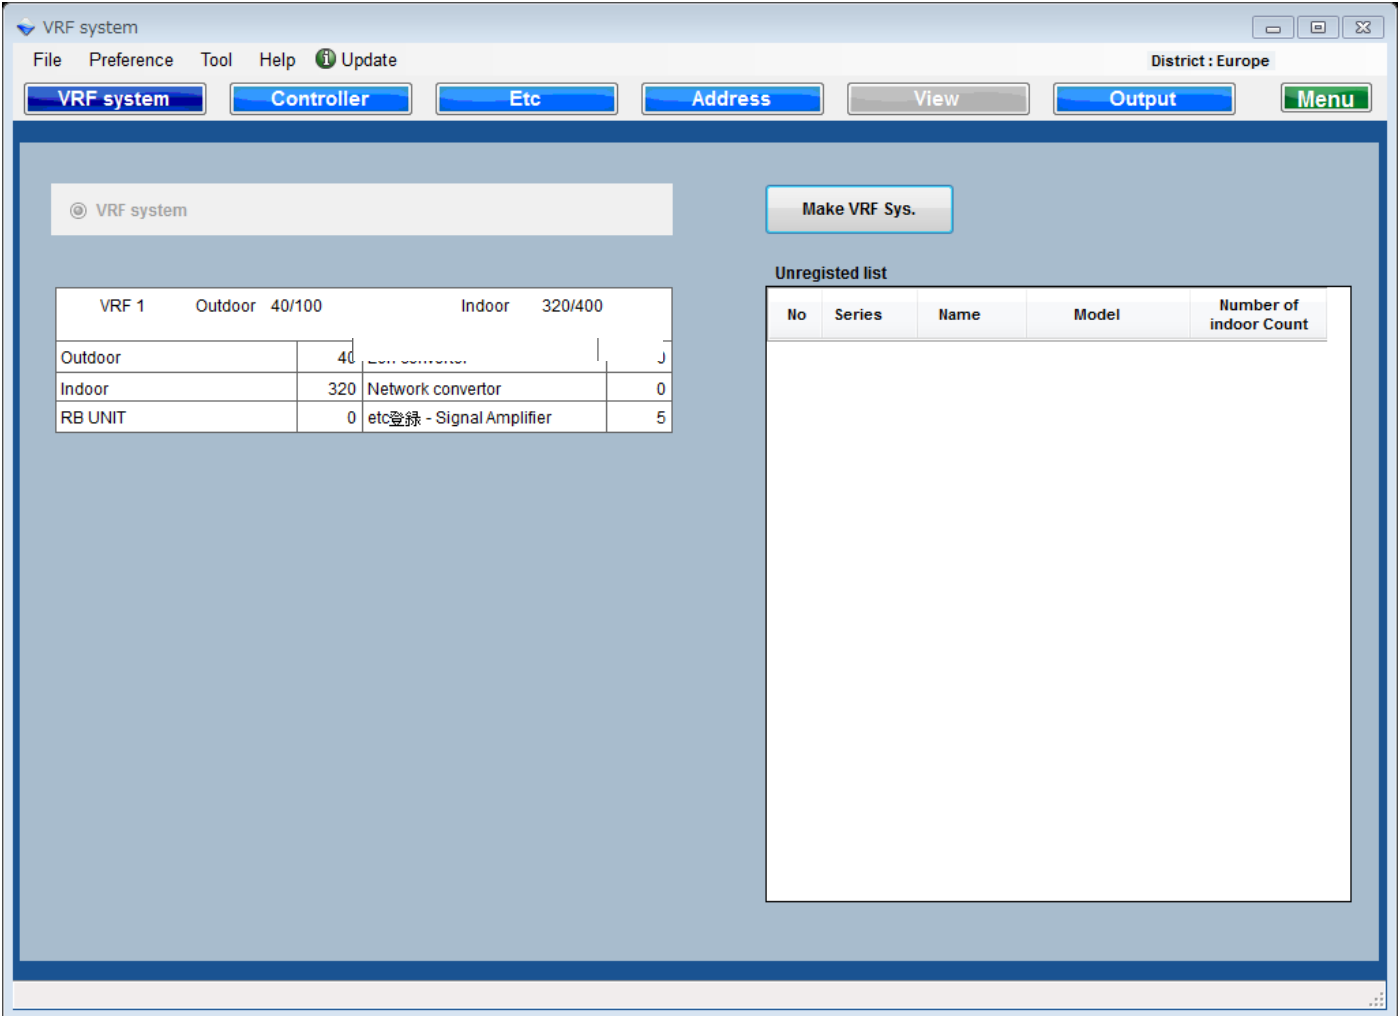 VRF system
File Preference Tool Help Update District : Europe
VRF system Controller Etc Address View Output Menu
VRF system
Make VRF Sys.
Unregisted list
No Series Name Model Number of indoor Count
VRF 1 Outdoor 40/100 Indoor 320/400
Outdoor 40
Indoor 320 Network convertor 0
RB UNIT 0 etc登録 - Signal Amplifier 5